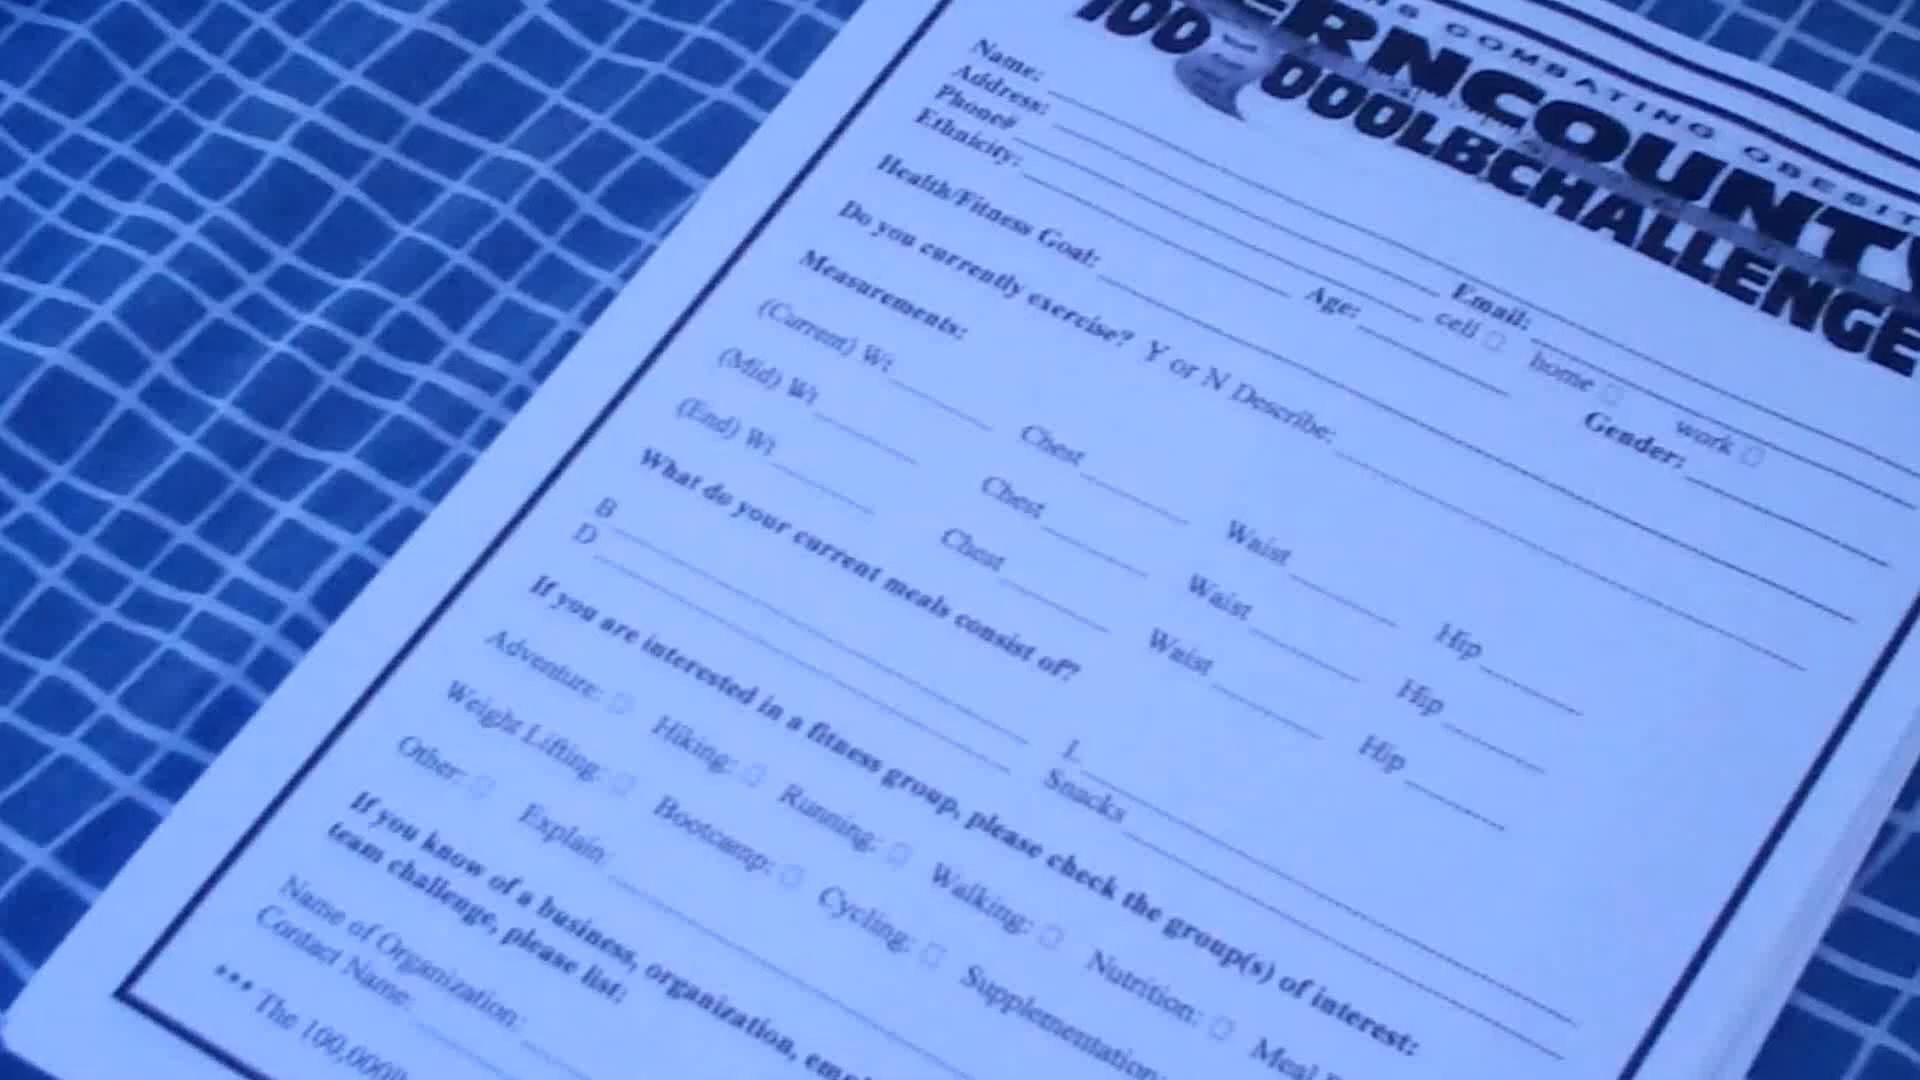 COMBATING OBESIT
ERNCOUNTY
100 000LBCHALLENGE
Name:
Address:
Phone# cell home work
Email:
Ethnicity: Age: Gender:
Health/Fitness Goal:
Do you currently exercise? Y or N Describe:
Measurements:
(Current) Wt Chest Waist Hip
(Mid) Wt Chest Waist Hip
(End) Wt Chest Waist Hip
What do your current meals consist of?
B L
D Snacks
If you are interested in a fitness group, please check the group(s) of interest:
Adventure: Hiking: Running: Walking: Nutrition: Meal
Weight Lifting: Bootcamp: Cycling: Supplementation:
Other: Explain:
If you know of a business, organization,
team challenge, please list:
Name of Organization:
Contact Name:
*** The 100,000